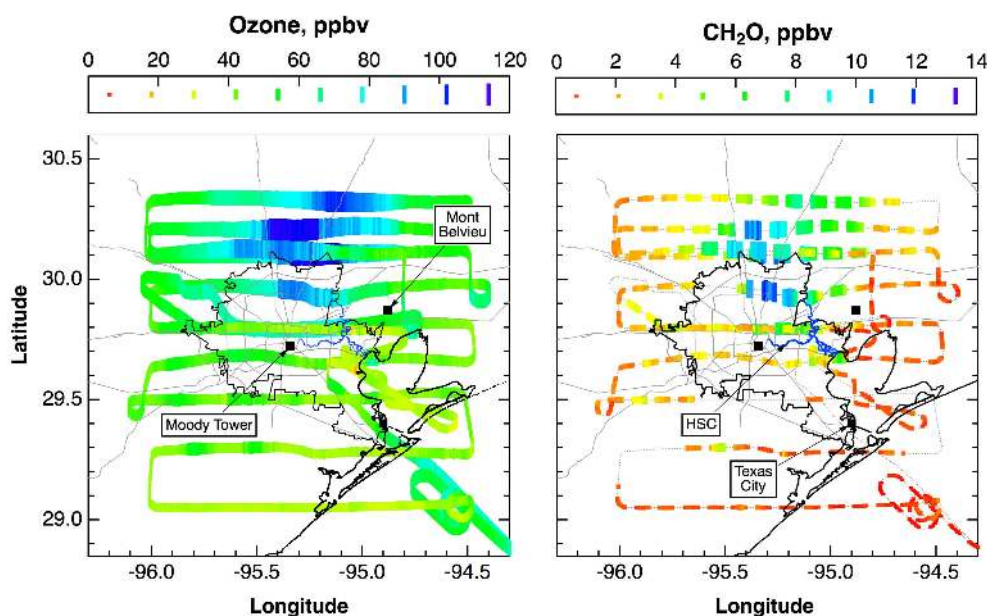 Ozone, ppbv
0 20 40 60 80 100 120
CH2O, ppbv
0 2 4 6 8 10 12 14
Latitude
30.5
30.0
29.5
29.0
Mont
Belvieu
Moody Tower
-96.0 -95.5 -95.0 -94.5
Longitude
HSC
Texas
City
-96.0 -95.5 -95.0 -94.5
Longitude